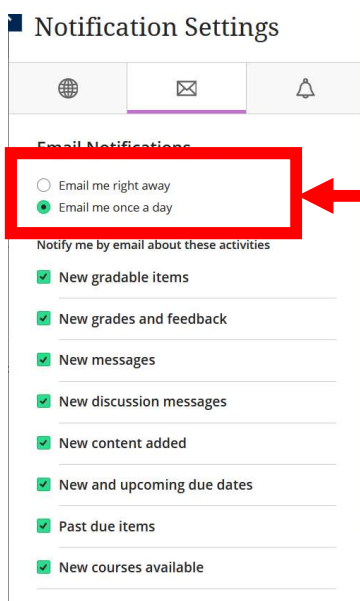 Notification Settings
Email Notifications
Email me right away
Email me once a day
Notify me by email about these activities
New gradable items
New grades and feedback
New messages
New discussion messages
New content added
New and upcoming due dates
Past due items
New courses available